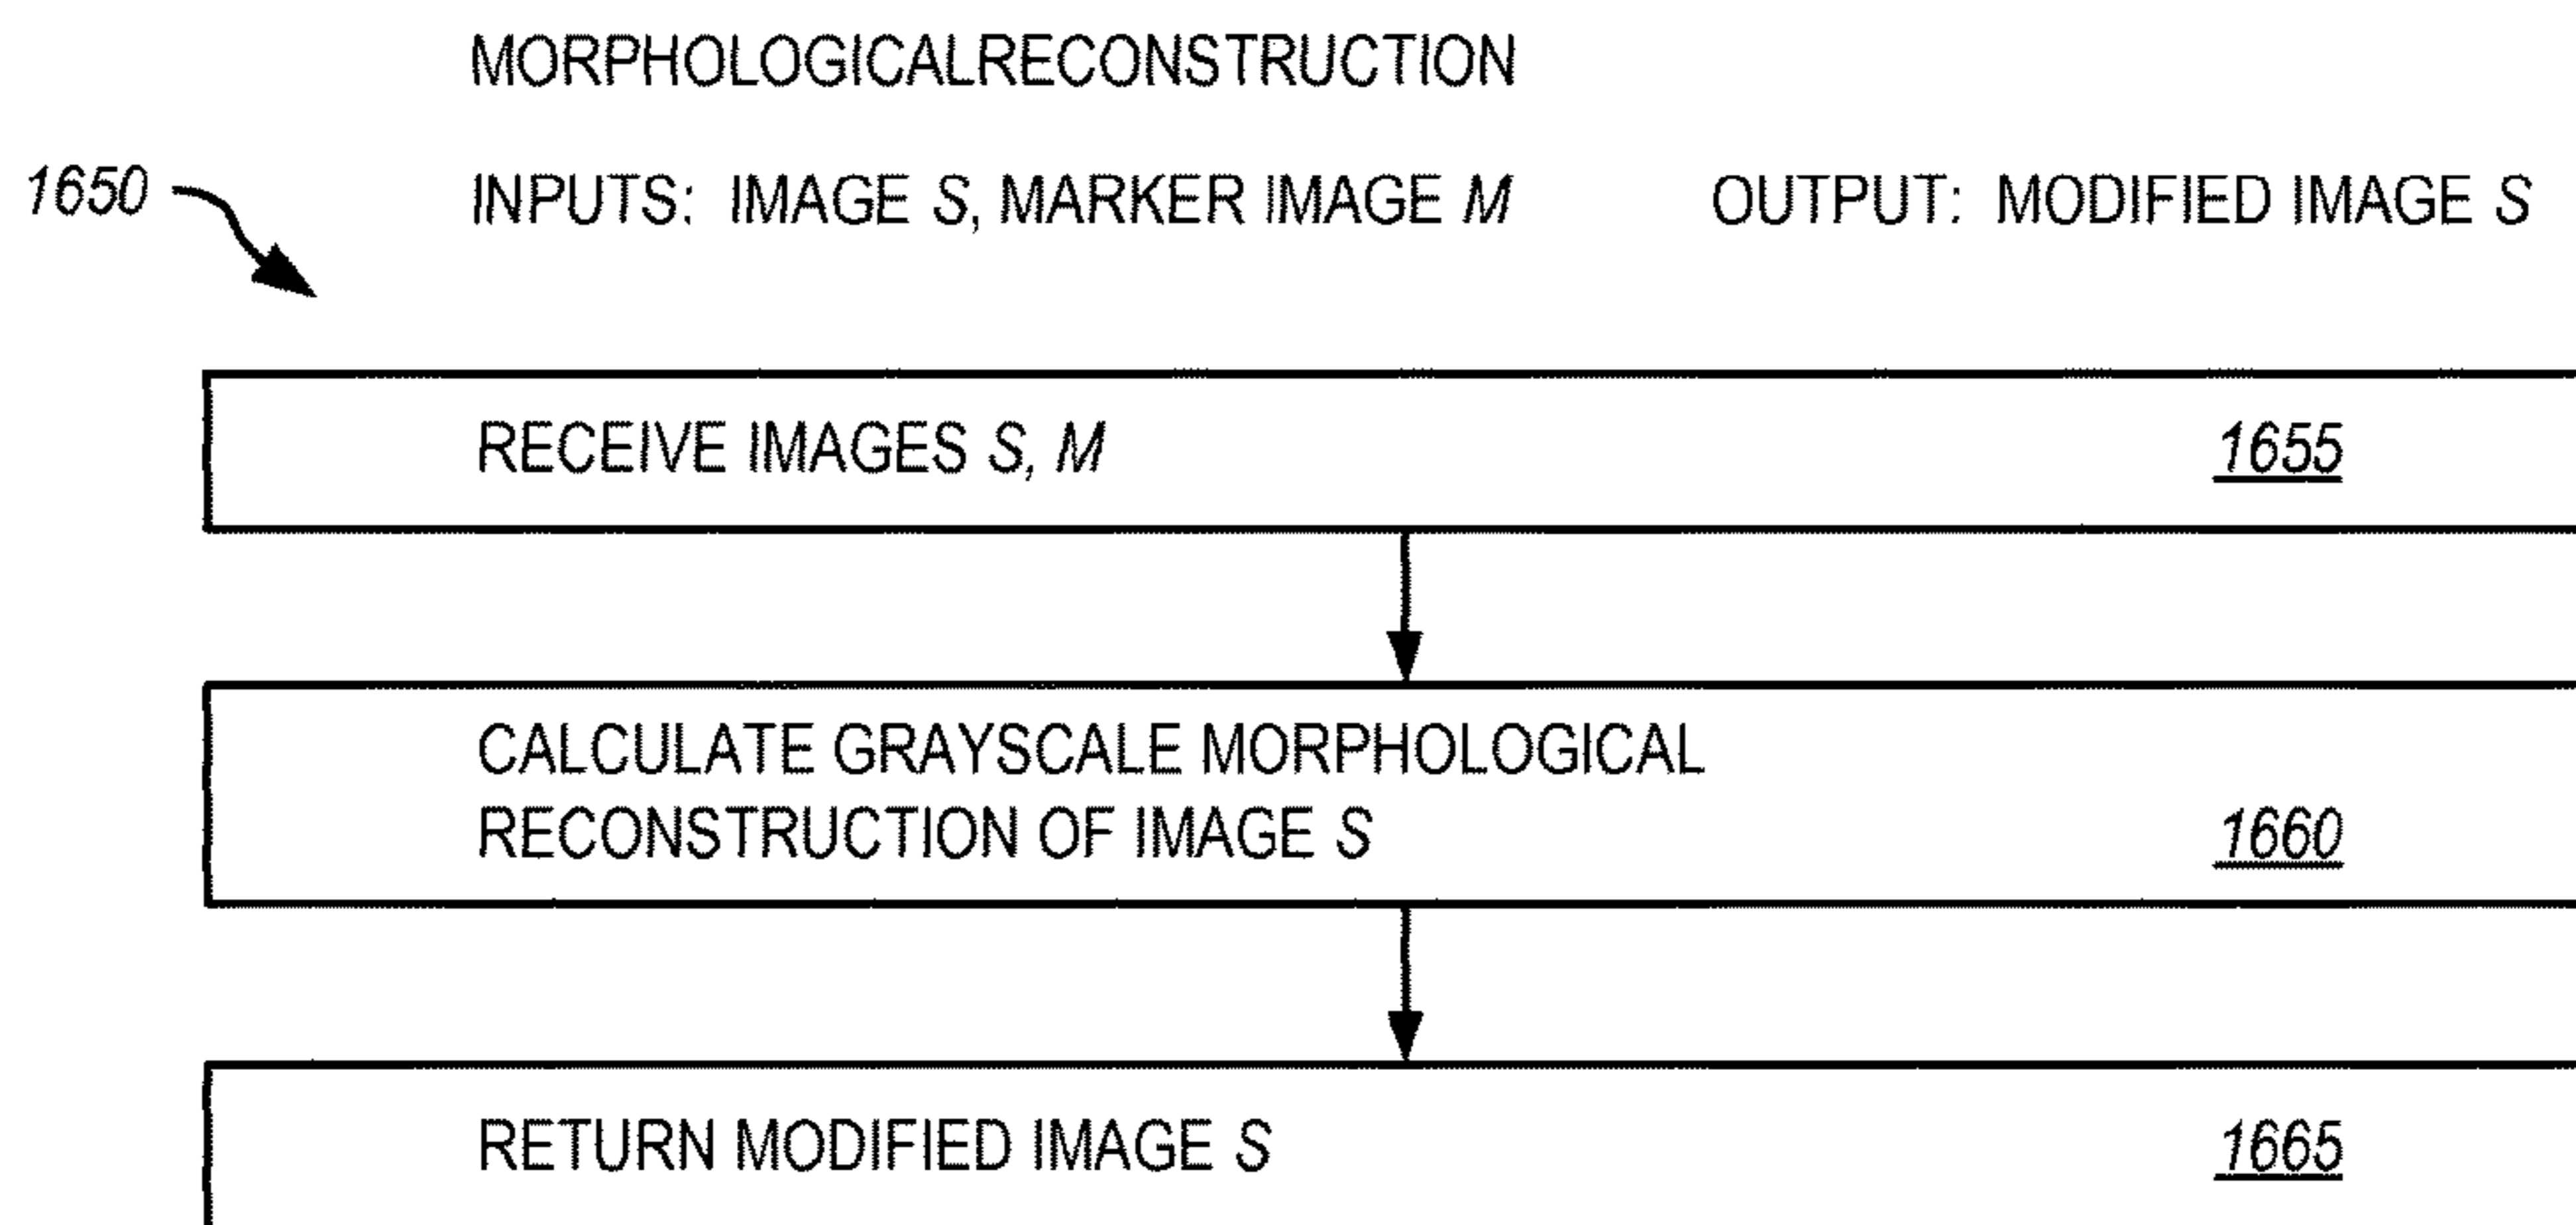 MORPHOLOGICALRECONSTRUCTION
1650
INPUTS: IMAGE S, MARKER IMAGE M OUTPUT: MODIFIED IMAGE S
RECEIVE IMAGES S, M 1655
CALCULATE GRAYSCALE MORPHOLOGICAL
RECONSTRUCTION OF IMAGE S 1660
RETURN MODIFIED IMAGE S 1665